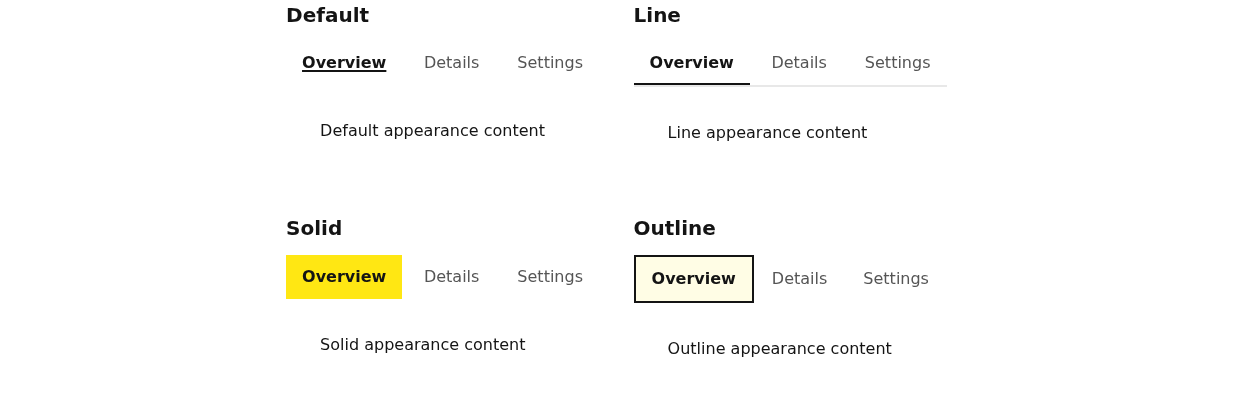 Default
Overview Details Settings
Default appearance content
Line
Overview Details Settings
Line appearance content
Solid
Overview Details Settings
Solid appearance content
Outline
Overview Details Settings
Outline appearance content